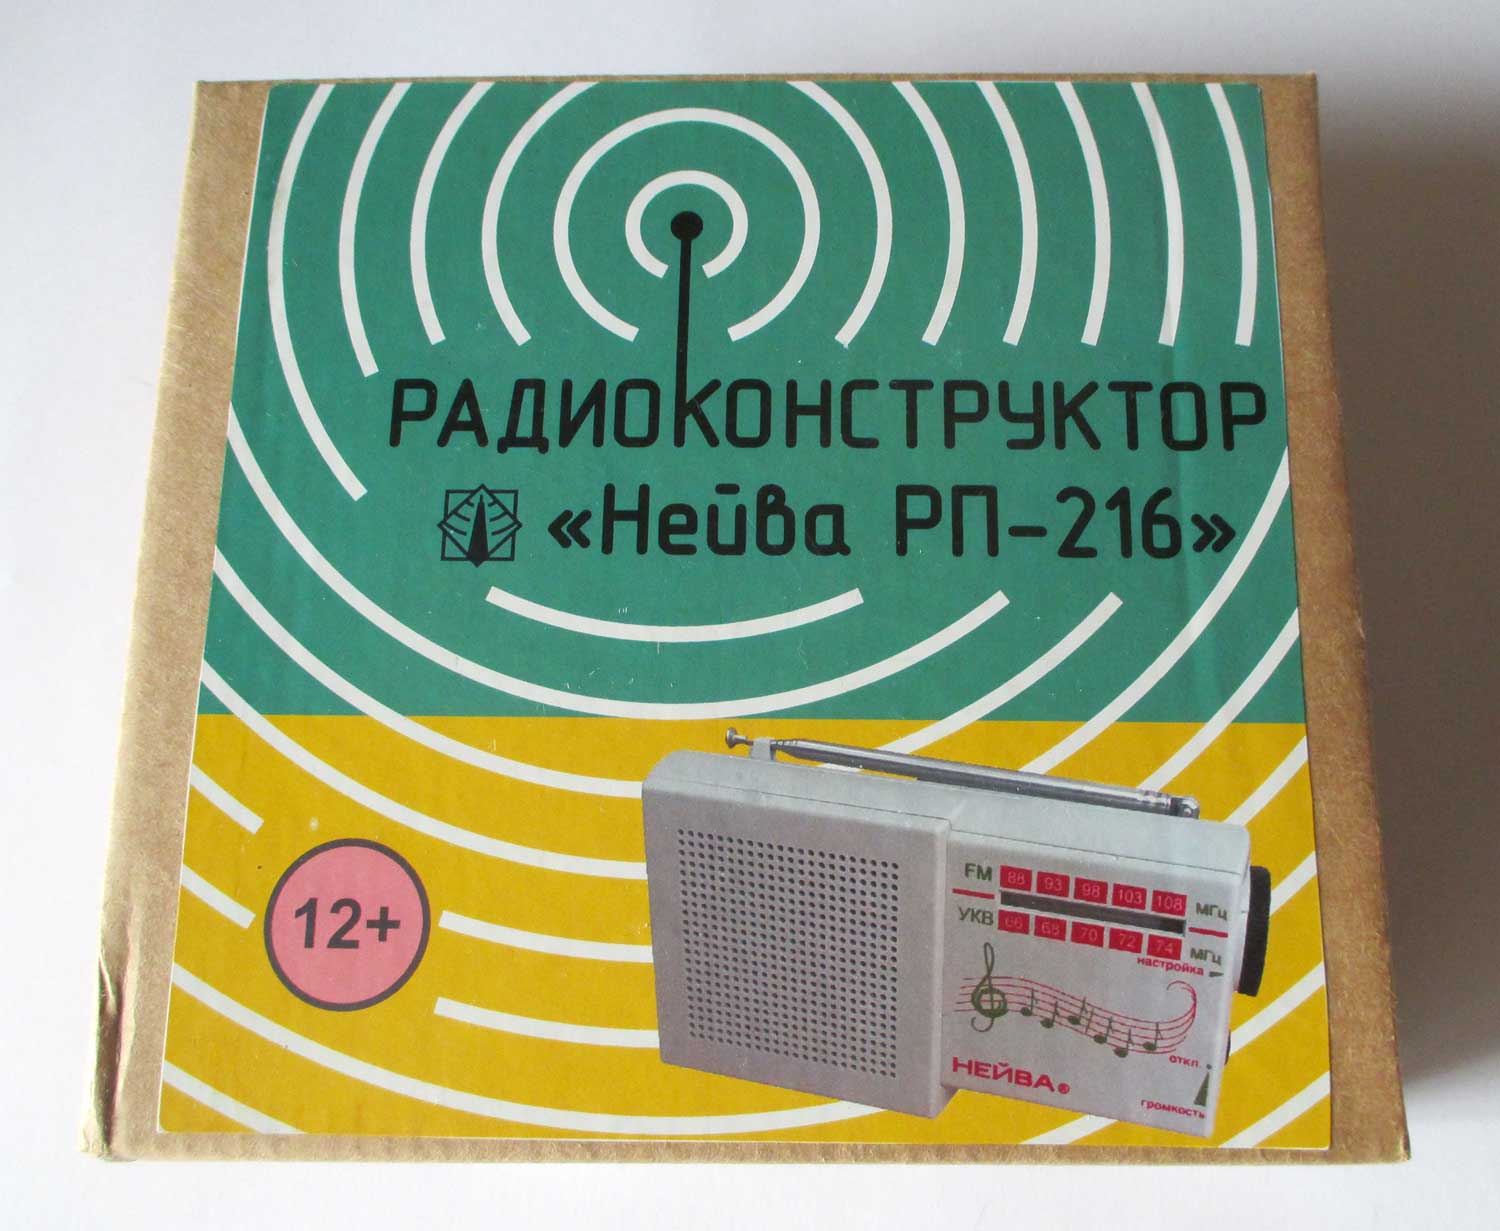 РАДИОКОНСТРУКТОР
«Нейва РП-216»
12+
FM 88 93 98 103 108 МГц
УКВ 66 68 70 72 74 МГц
настройка
откл.
НЕЙВА®
громкость